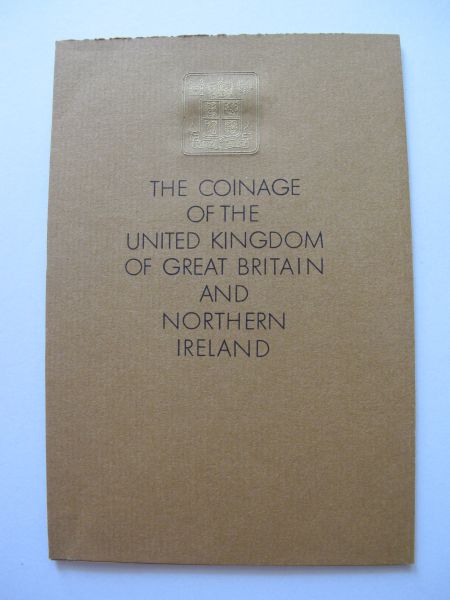 THE COINAGE
OF THE
UNITED KINGDOM
OF GREAT BRITAIN
AND
NORTHERN
IRELAND